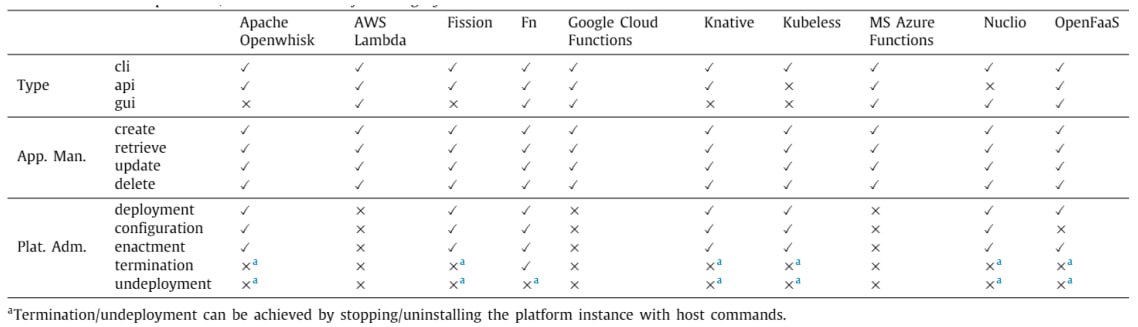 Apache Openwhisk AWS Lambda Fission Fn Google Cloud Functions Knative Kubeless MS Azure Functions Nuclio OpenFaaS
Type cli ✓ ✓ ✓ ✓ ✓ ✓ ✓ ✓ ✓ ✓
api ✓ ✓ ✓ ✓ ✓ ✓ × ✓ × ✓
gui × ✓ × ✓ ✓ × × ✓ ✓ ✓
App. Man. create ✓ ✓ ✓ ✓ ✓ ✓ ✓ ✓ ✓ ✓
retrieve ✓ ✓ ✓ ✓ ✓ ✓ ✓ ✓ ✓ ✓
update ✓ ✓ ✓ ✓ ✓ ✓ ✓ ✓ ✓ ✓
delete ✓ ✓ ✓ ✓ ✓ ✓ ✓ ✓ ✓ ✓
Plat. Adm. deployment ✓ × ✓ ✓ × ✓ ✓ × ✓ ✓
configuration ✓ × ✓ ✓ × ✓ ✓ × ✓ ×
enactment ✓ × ✓ ✓ × ✓ ✓ × ✓ ✓
termination ×a × ×a ✓ × ×a ×a × ×a ×a
undeployment ×a × ×a ×a × ×a ×a × ×a ×a
aTermination/undeployment can be achieved by stopping/uninstalling the platform instance with host commands.